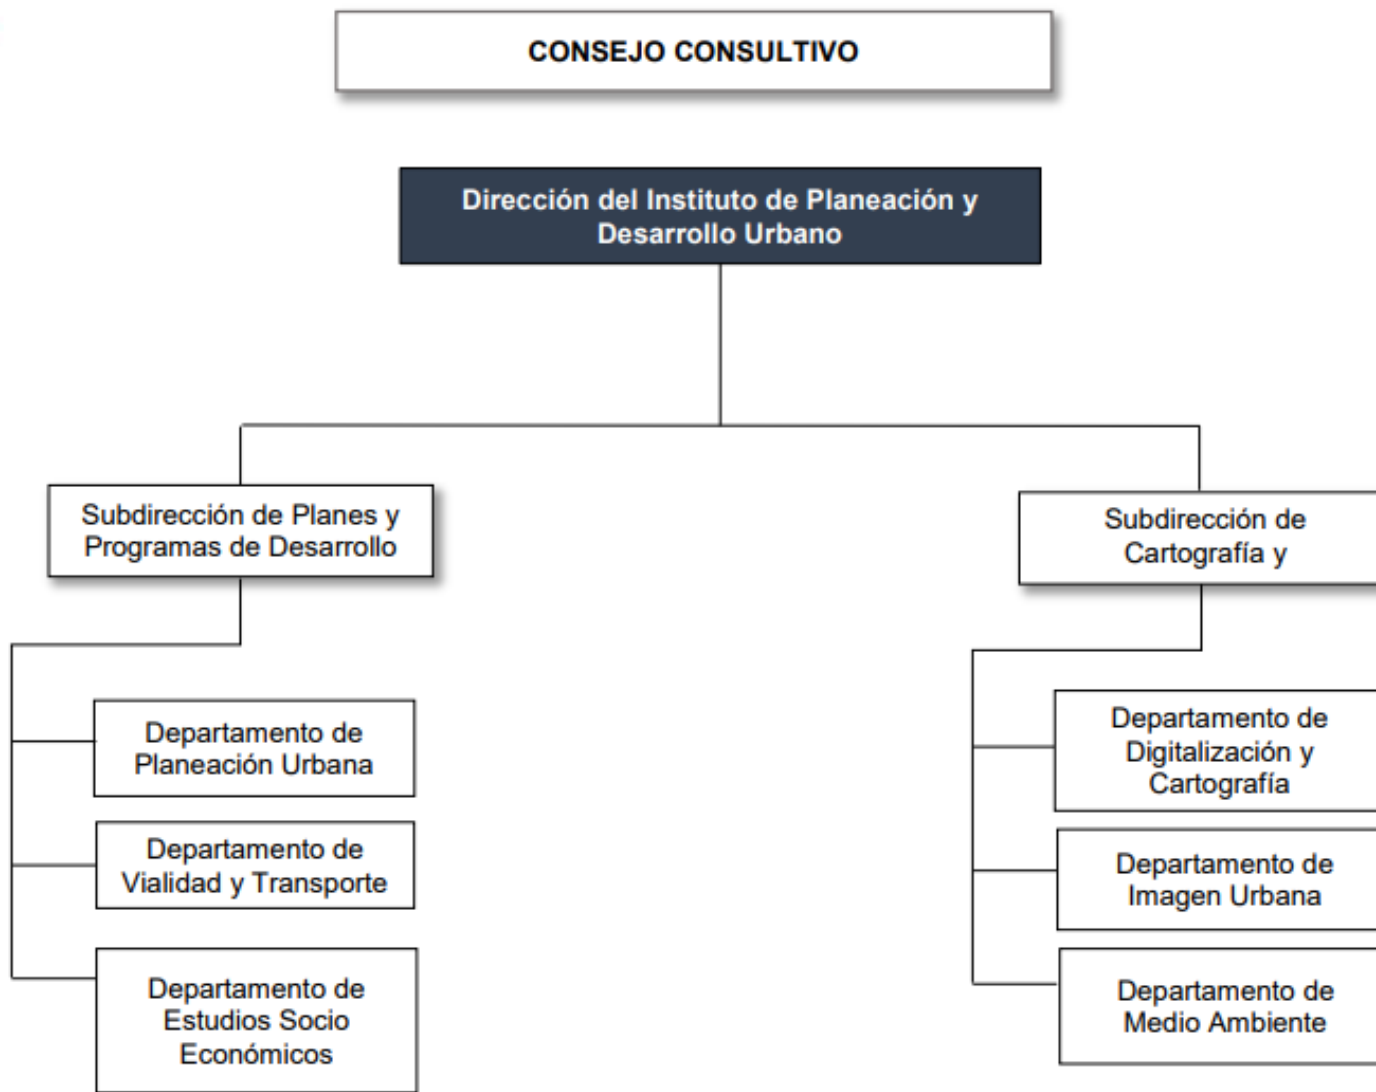 CONSEJO CONSULTIVO
Dirección del Instituto de Planeación y
Desarrollo Urbano
Subdirección de Planes y
Programas de Desarrollo
Subdirección de
Cartografía y
Departamento de
Planeación Urbana
Departamento de
Vialidad y Transporte
Departamento de
Estudios Socio
Económicos
Departamento de
Digitalización y
Cartografía
Departamento de
Imagen Urbana
Departamento de
Medio Ambiente